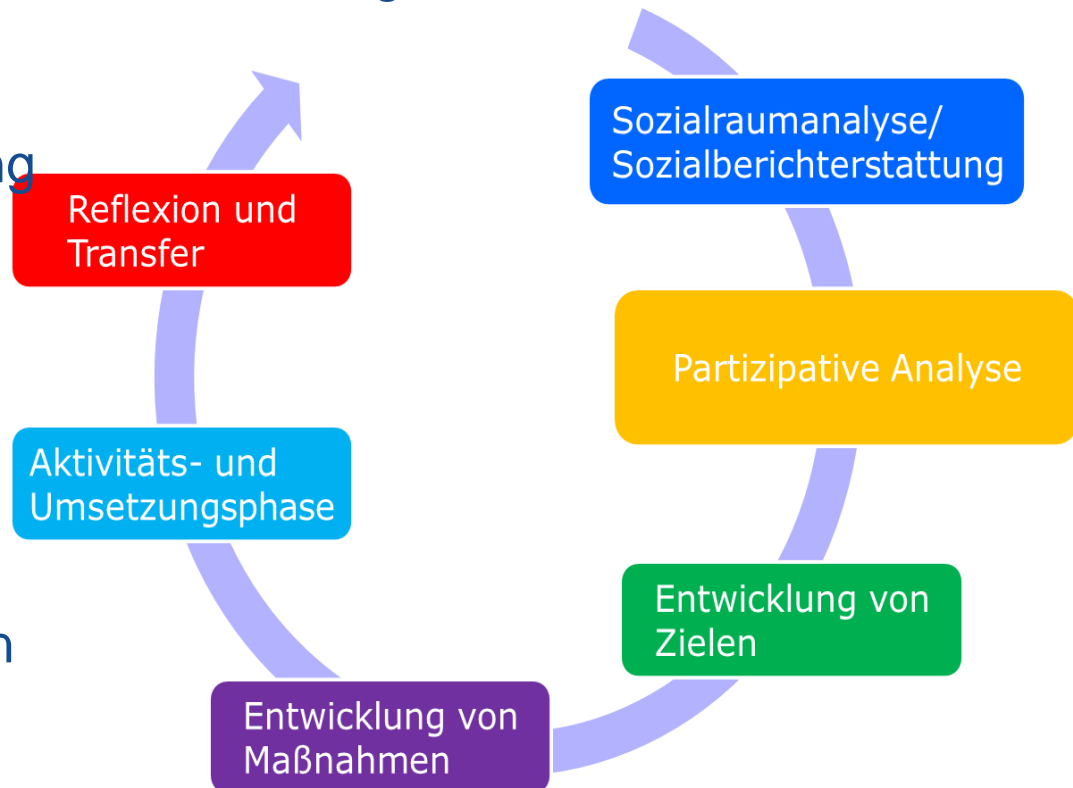 Sozialraumanalyse/
Sozialberichterstattung
Partizipative Analyse
Entwicklung von
Zielen
Entwicklung von
Maßnahmen
Aktivitäts- und
Umsetzungsphase
Reflexion und
Transfer